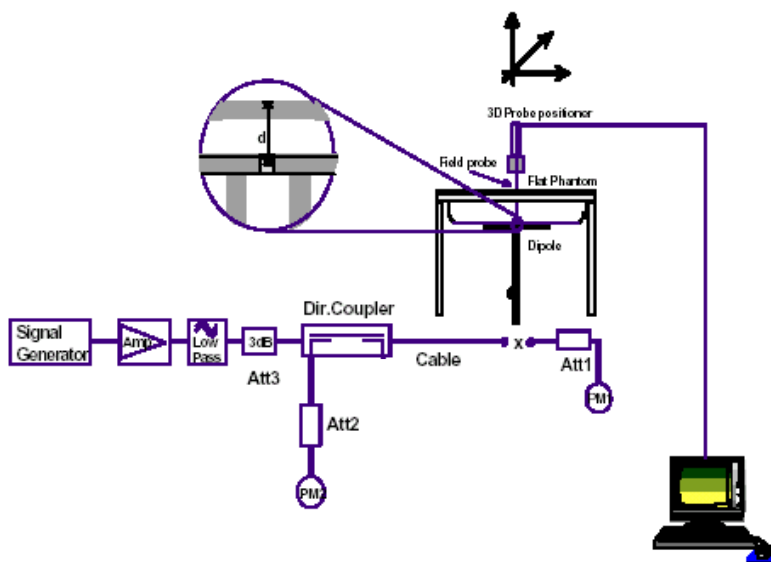 3D Probe positioner
d
Field probe
Flat Phantom
Dipole
Dir.Coupler
Signal
Generator
Amp
Low
Pass
3dB
Att3
Cable
x
Att1
PM1
Att2
PM2